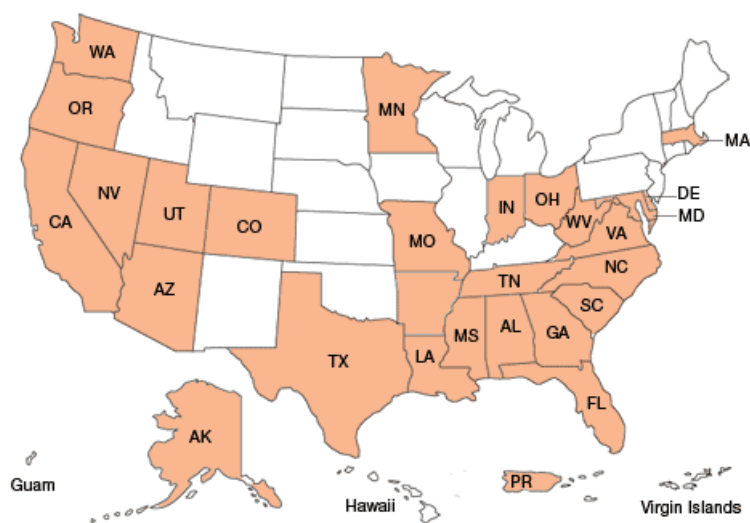 WA
MN
OR
MA
NV
IN
OH
DE
UT
CO
WV
MD
CA
MO
VA
AZ
TN
NC
SC
MS
AL
GA
TX
LA
FL
AK
PR
Guam
Hawaii
Virgin Islands